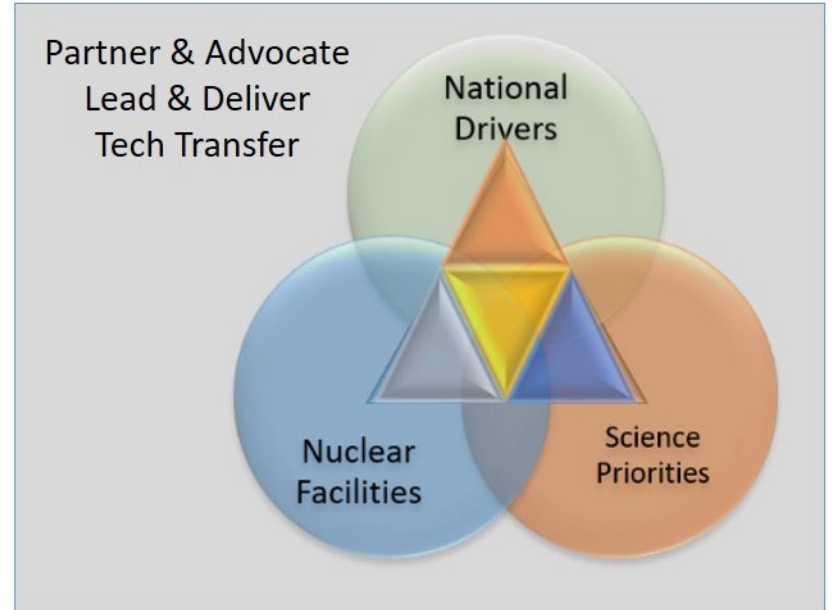 Partner & Advocate
Lead & Deliver
Tech Transfer
National
Drivers
Nuclear
Facilities
Science
Priorities